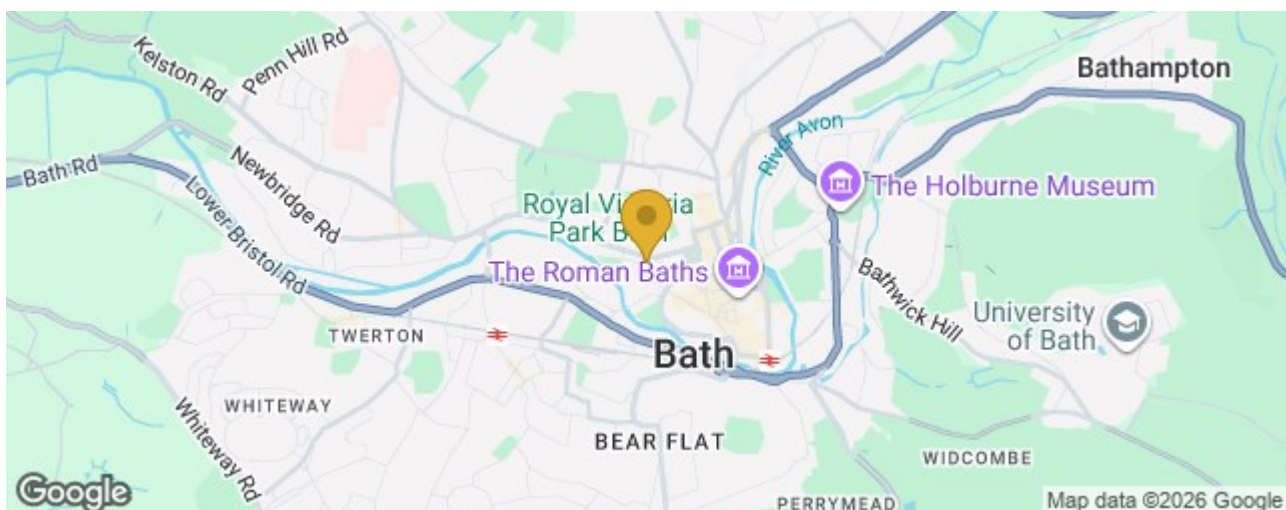 Penn Hill Rd
Kelston Rd
Bathampton
River Avon
Bath Rd
Newbridge Rd
Lower Bristol Rd
The Holburne Museum
Royal Victoria
Park Bath
The Roman Baths
Bathwick Hill
University
of Bath
TWERTON
Bath
WHITEWAY
Whiteway Rd
BEAR FLAT
WIDCOMBE
PERRYMEAD
Google
Map data ©2026 Google